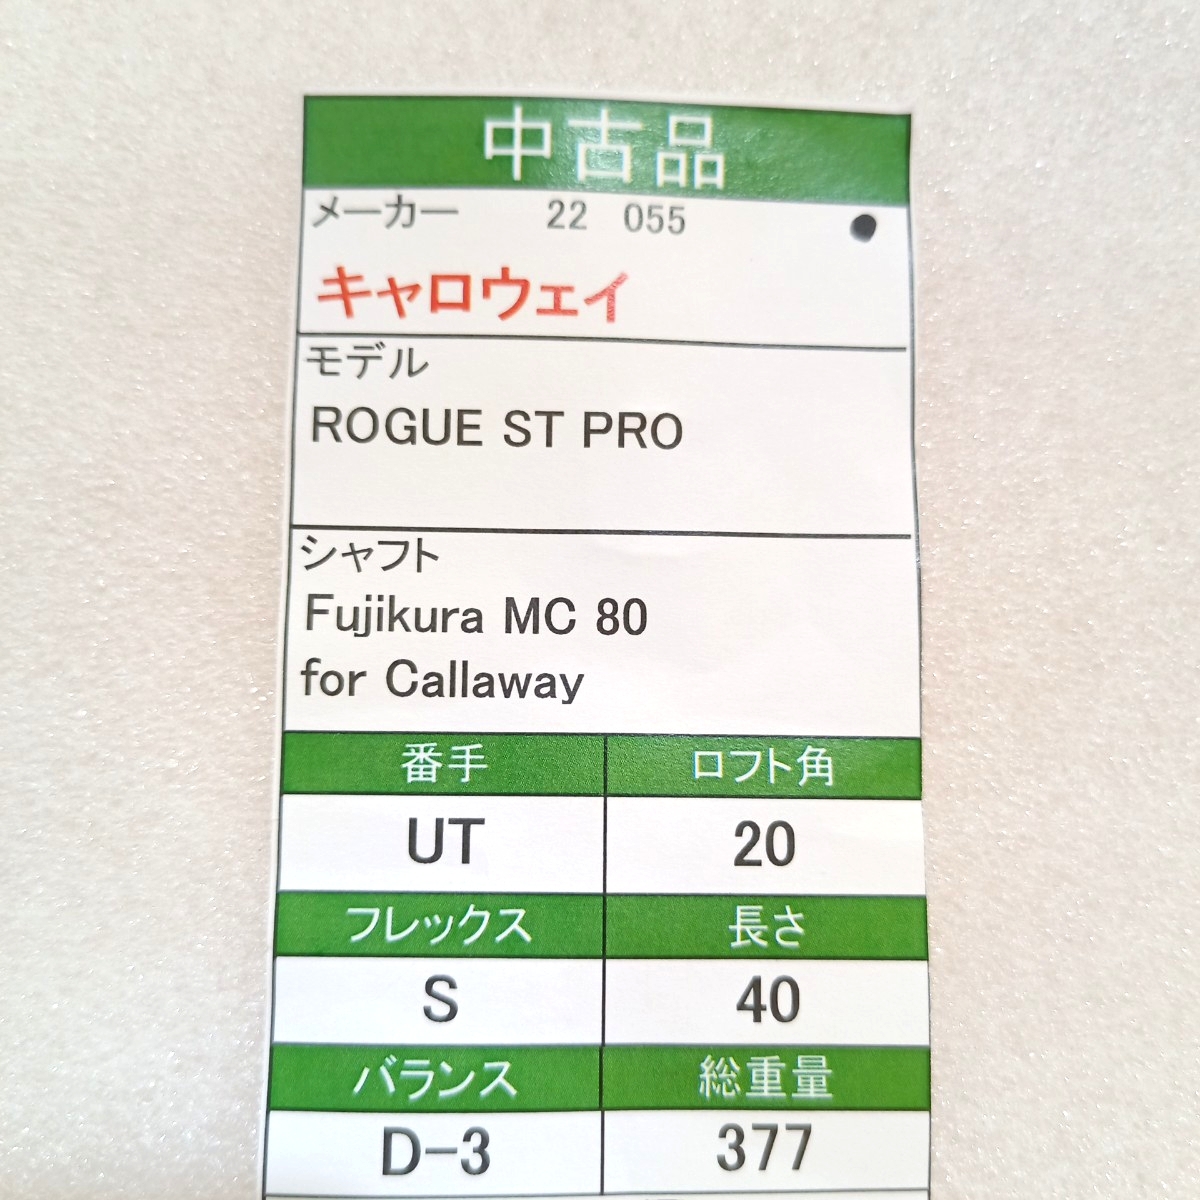 中古品
メーカー 22 055
キャロウェイ
モデル
ROGUE ST PRO
シャフト
Fujikura MC 80
for Callaway
番手 ロフト角
UT 20
フレックス 長さ
S 40
バランス 総重量
D-3 377